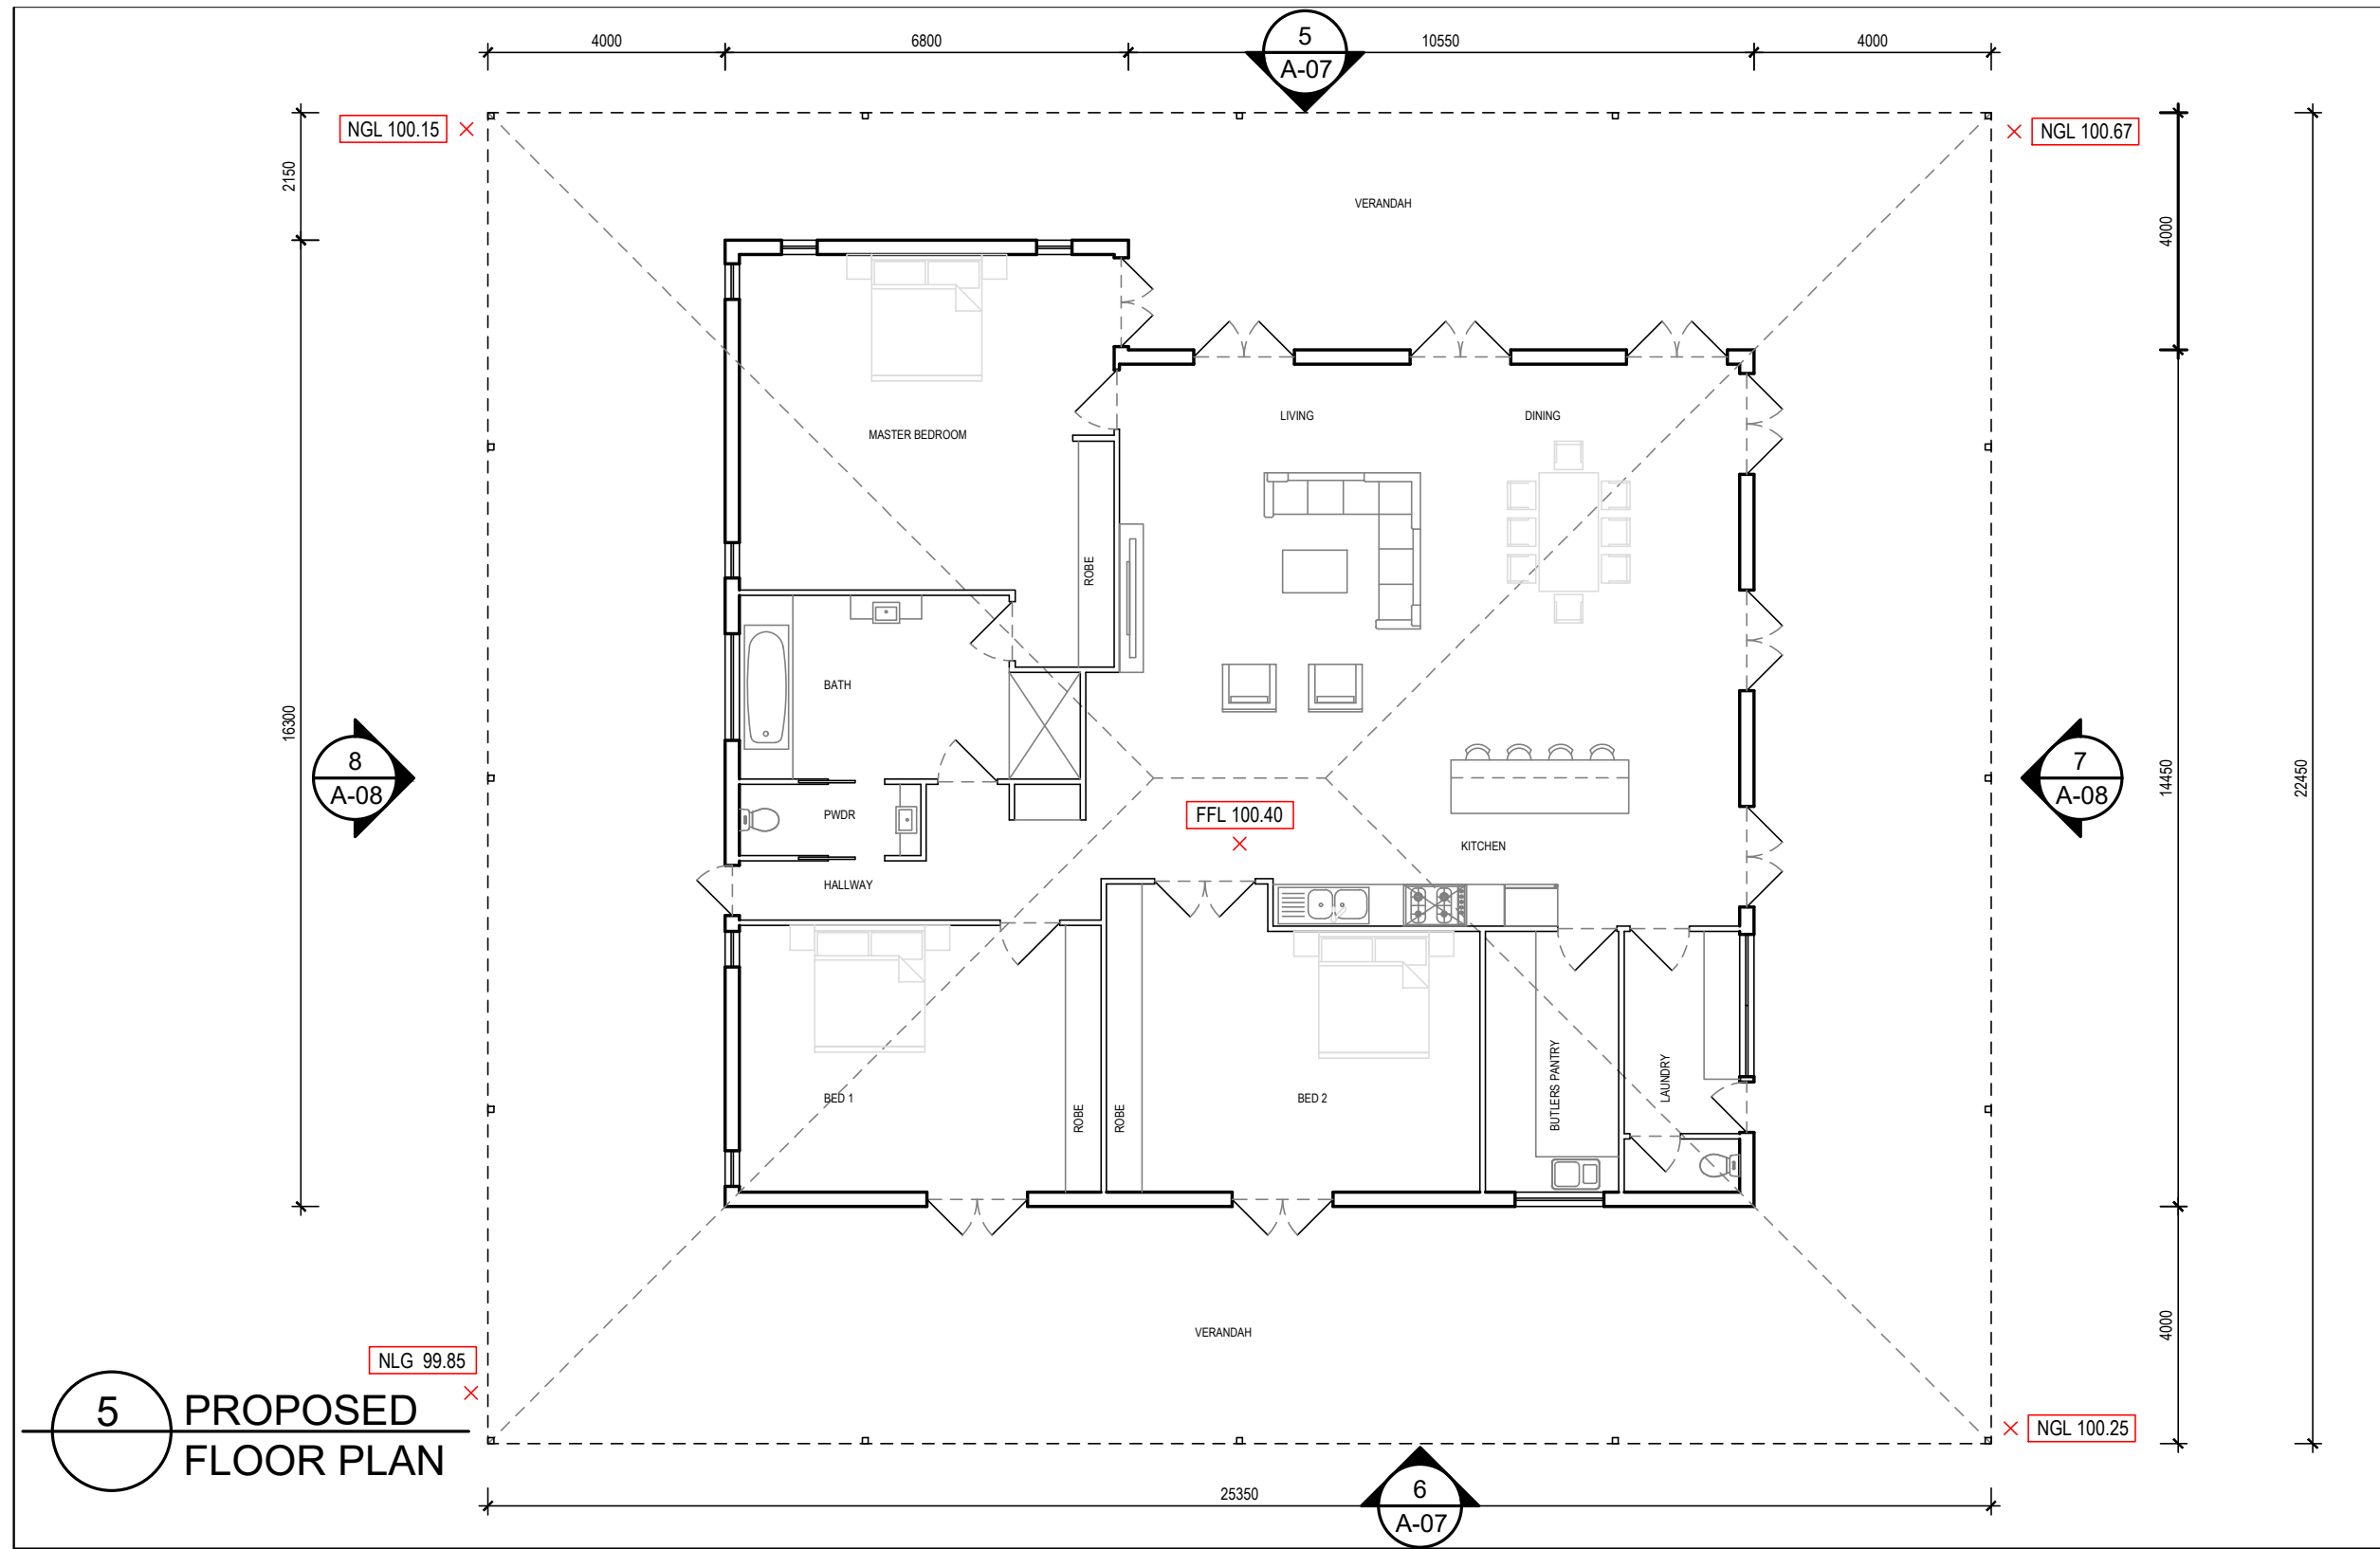 4000
6800
5
A-07
10550
4000
NGL 100.15
NGL 100.67
2150
VERANDAH
4000
LIVING
DINING
MASTER BEDROOM
ROBE
BATH
16300
8
A-08
7
A-08
14450
22450
PWDR
FFL 100.40
KITCHEN
HALLWAY
BED 1
ROBE
ROBE
BED 2
BUTLERS PANTRY
LAUNDRY
VERANDAH
4000
NLG 99.85
5
PROPOSED
FLOOR PLAN
NGL 100.25
25350
6
A-07